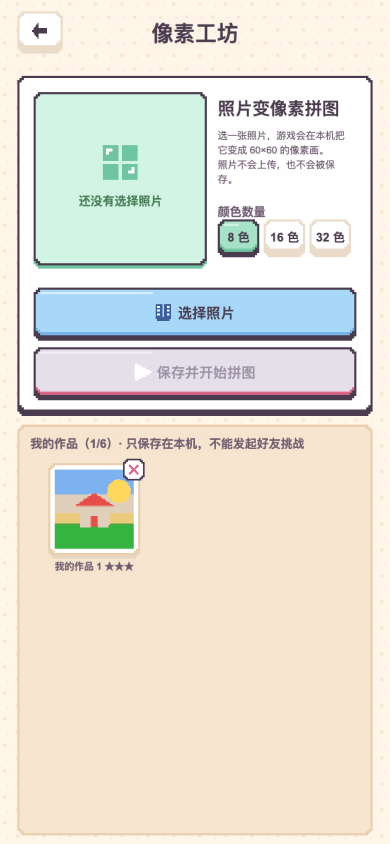 像素工坊
还没有选择照片
照片变像素拼图
选一张照片，游戏会在本机把
它变成 60×60 的像素画。
照片不会上传，也不会被保
存。
颜色数量
8 色
16 色
32 色
选择照片
保存并开始拼图
我的作品（1/6）· 只保存在本机，不能发起好友挑战
我的作品 1 ★★★